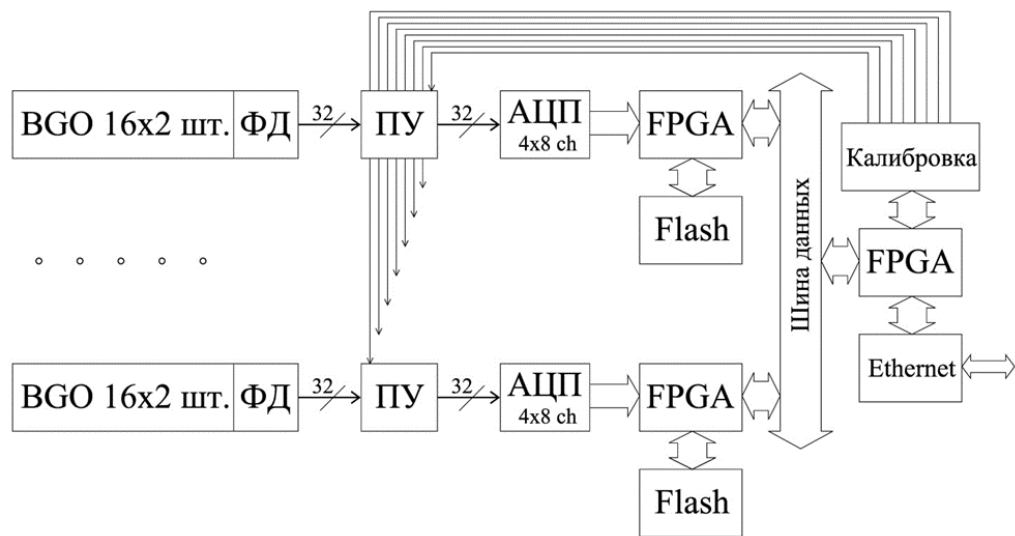 BGO 16x2 шт. ФД 32 ПУ 32 АЦП 4x8 ch FPGA
Flash
Шина данных
Калибровка
FPGA
Ethernet
BGO 16x2 шт. ФД 32 ПУ 32 АЦП 4x8 ch FPGA
Flash